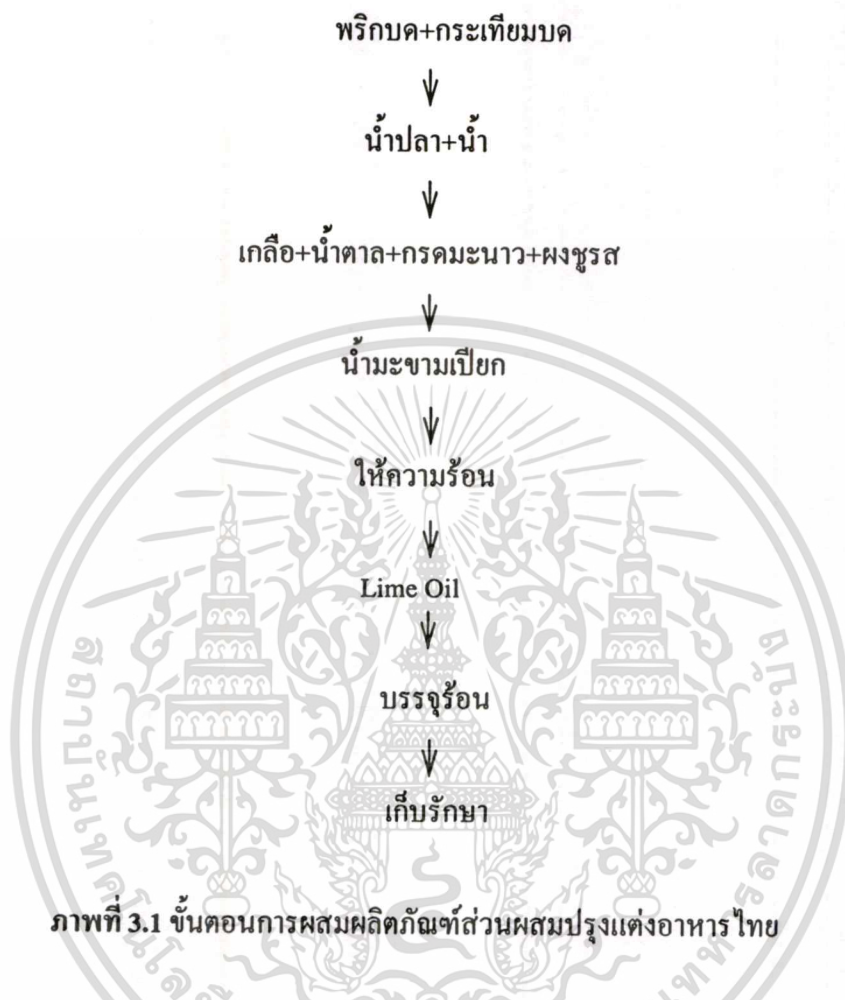 พริกบด+กระเทียมบด
น้ำปลา+น้ำ
เกลือ+น้ำตาล+กรดมะนาว+ผงชูรส
น้ำมะขามเปียก
ให้ความร้อน
Lime Oil
บรรจุร้อน
เก็บรักษา
ภาพที่ 3.1 ขั้นตอนการผสมผลิตภัณฑ์ส่วนผสมปรุงแต่งอาหารไทย